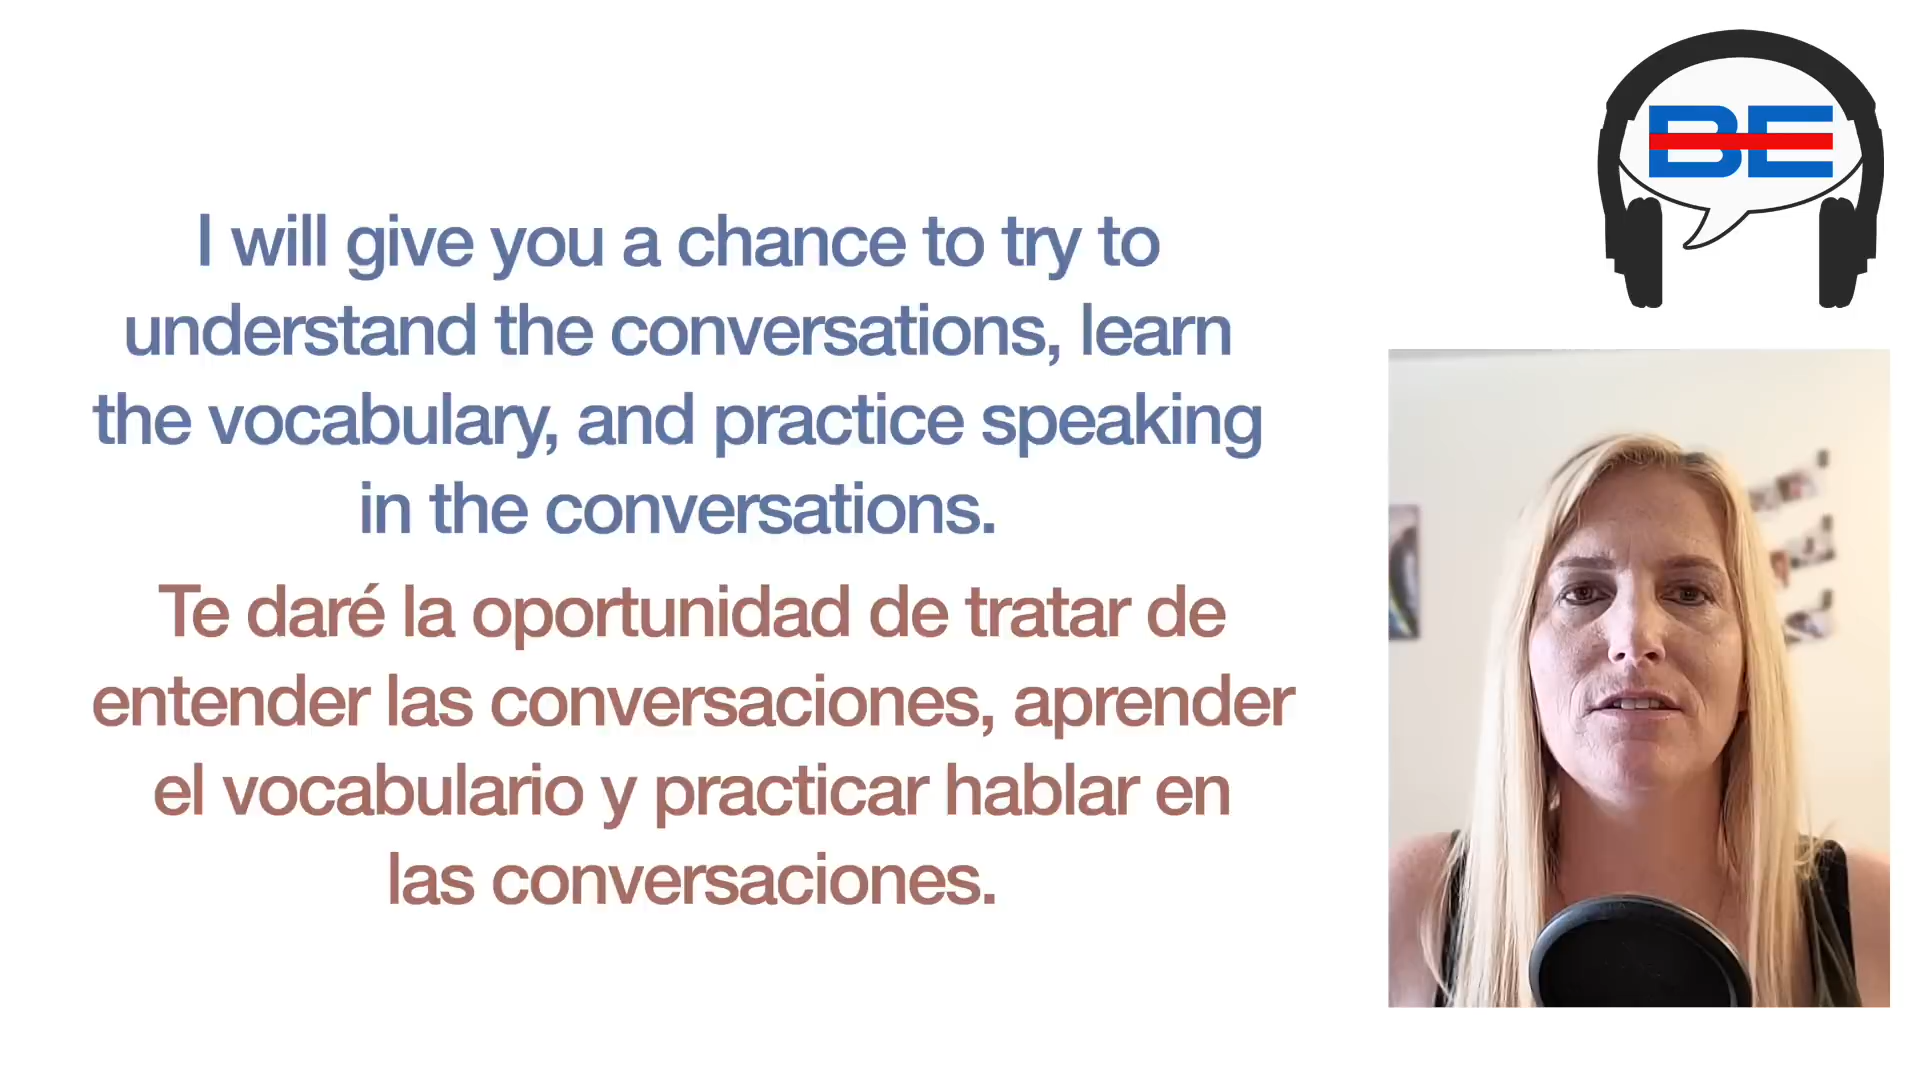 BE
I will give you a chance to try to
understand the conversations, learn
the vocabulary, and practice speaking
in the conversations.
Te daré la oportunidad de tratar de
entender las conversaciones, aprender
el vocabulario y practicar hablar en
las conversaciones.